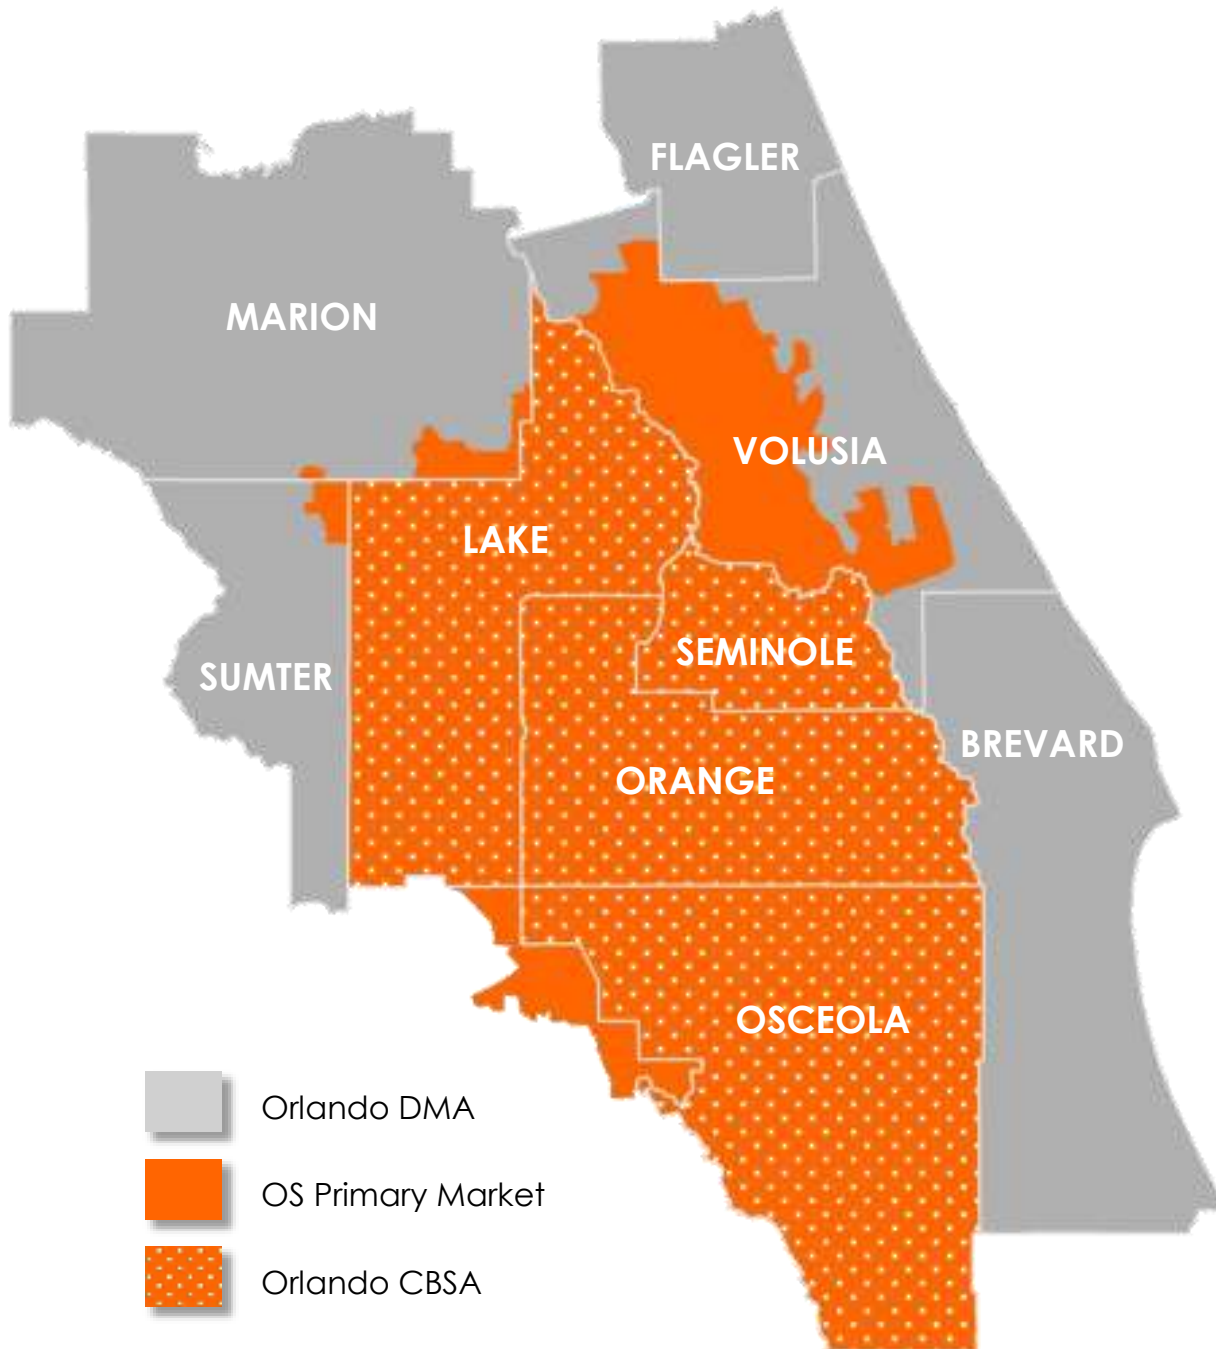 FLAGLER
MARION
VOLUSIA
LAKE
SEMINOLE
SUMTER
BREVARD
ORANGE
OSCEOLA
Orlando DMA
OS Primary Market
Orlando CBSA